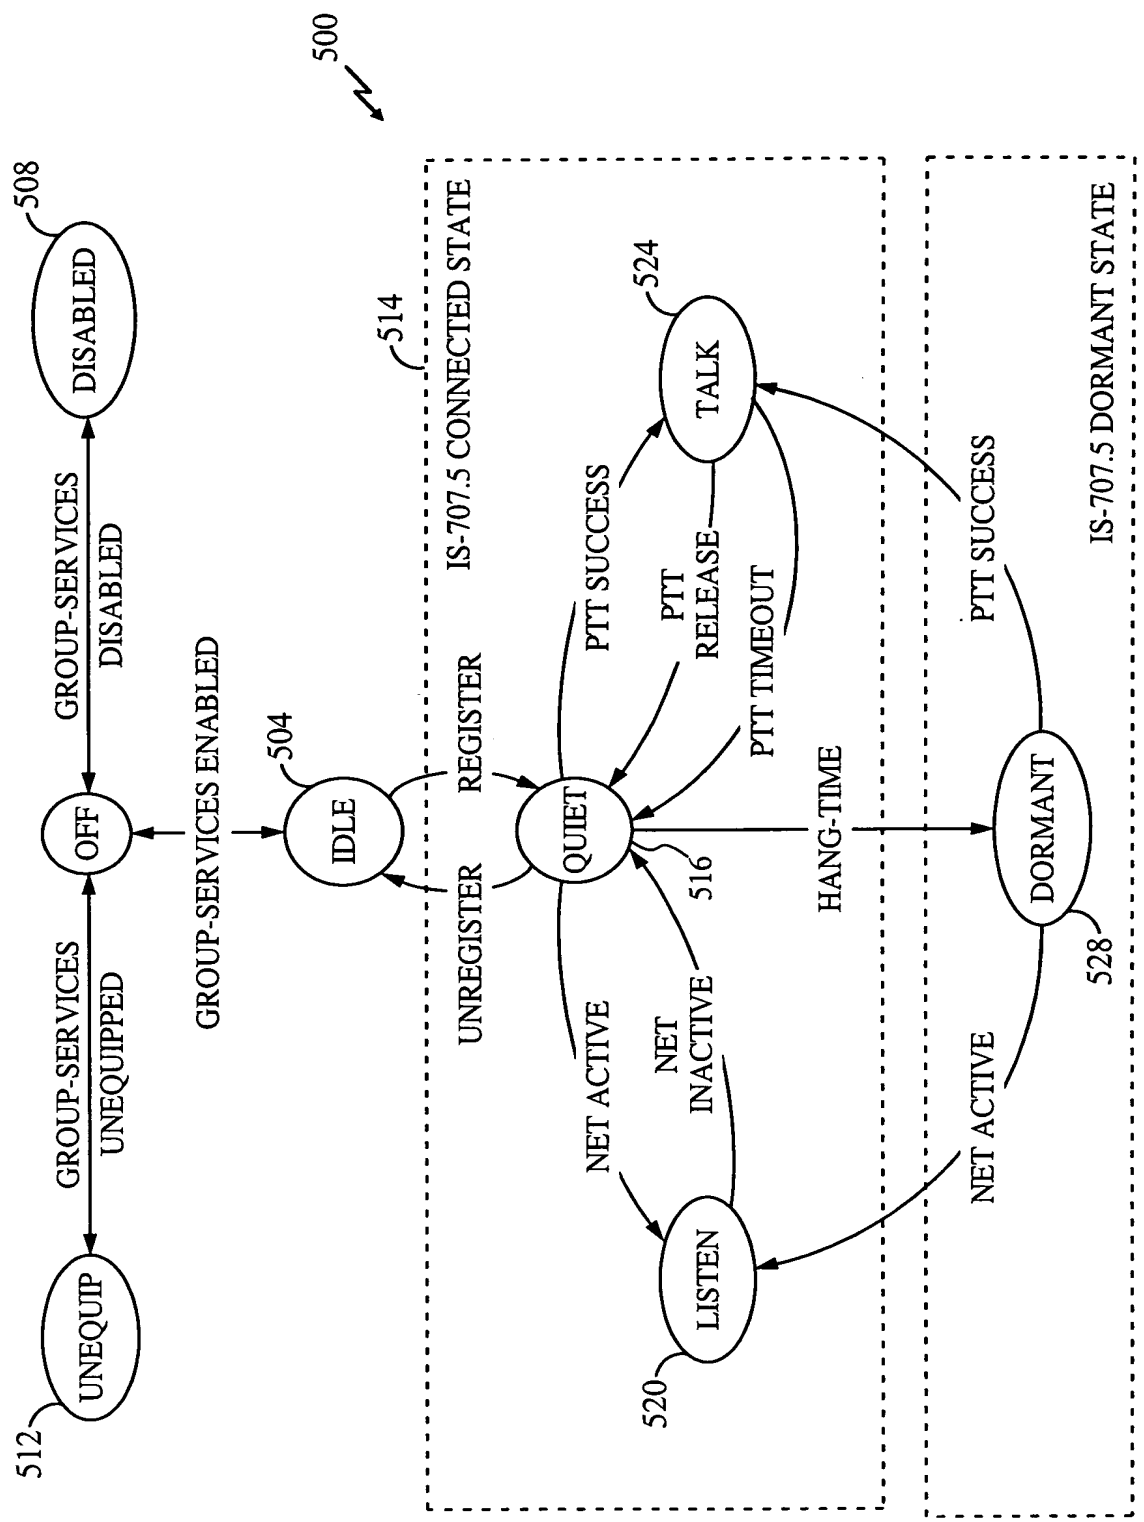 500
512
UNEQUIP
GROUP-SERVICES
UNEQUIPPED
OFF
GROUP-SERVICES
DISABLED
DISABLED
508
GROUP-SERVICES ENABLED
IDLE
504
514
UNREGISTER
REGISTER
IS-707.5 CONNECTED STATE
QUIET
516
NET ACTIVE
PTT SUCCESS
NET
INACTIVE
PTT
RELEASE
PTT TIMEOUT
520
LISTEN
TALK
524
HANG-TIME
NET ACTIVE
PTT SUCCESS
528
DORMANT
IS-707.5 DORMANT STATE